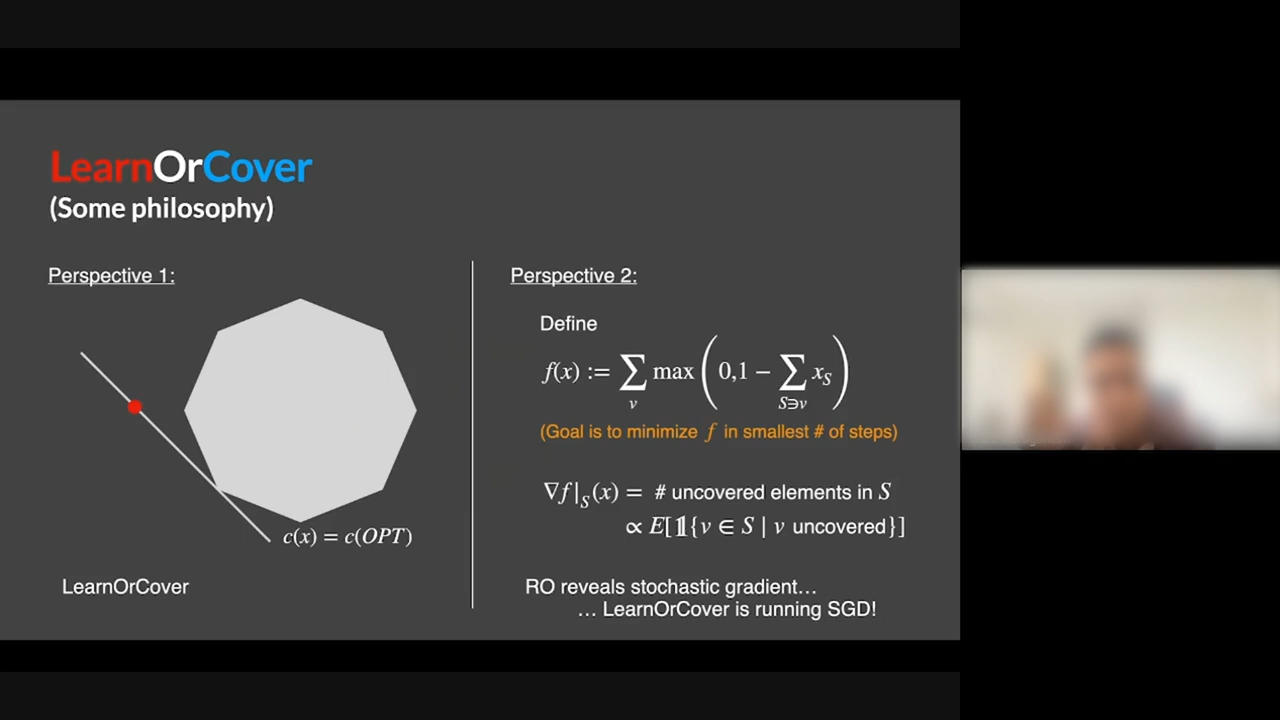 LearnOrCover
(Some philosophy)
Perspective 1:
c(x) = c(OPT)
LearnOrCover
Perspective 2:
Define
f(x) := ∑_v max(0,1 − ∑_{S∋v} x_S)
(Goal is to minimize f in smallest # of steps)
∇f|_S(x) = # uncovered elements in S
∝ E[𝟙{v ∈ S | v uncovered}]
RO reveals stochastic gradient…
… LearnOrCover is running SGD!